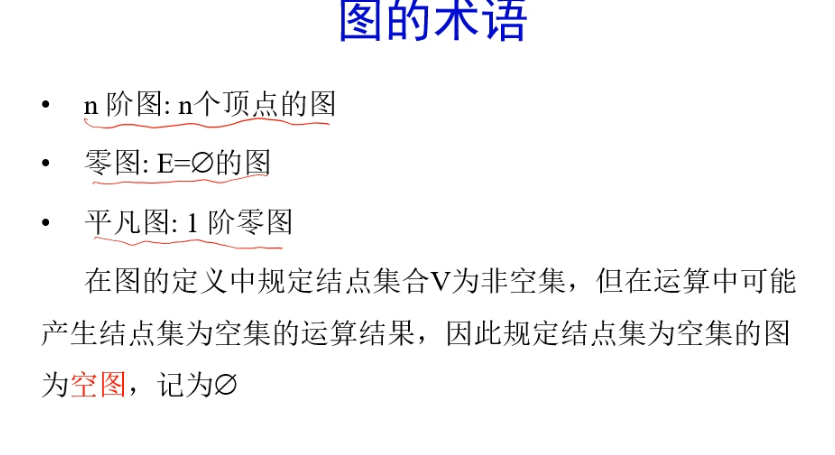 图的术语
• n 阶图: n个顶点的图
• 零图: E=∅的图
• 平凡图: 1 阶零图
在图的定义中规定结点集合V为非空集，但在运算中可能
产生结点集为空集的运算结果，因此规定结点集为空集的图
为空图，记为∅